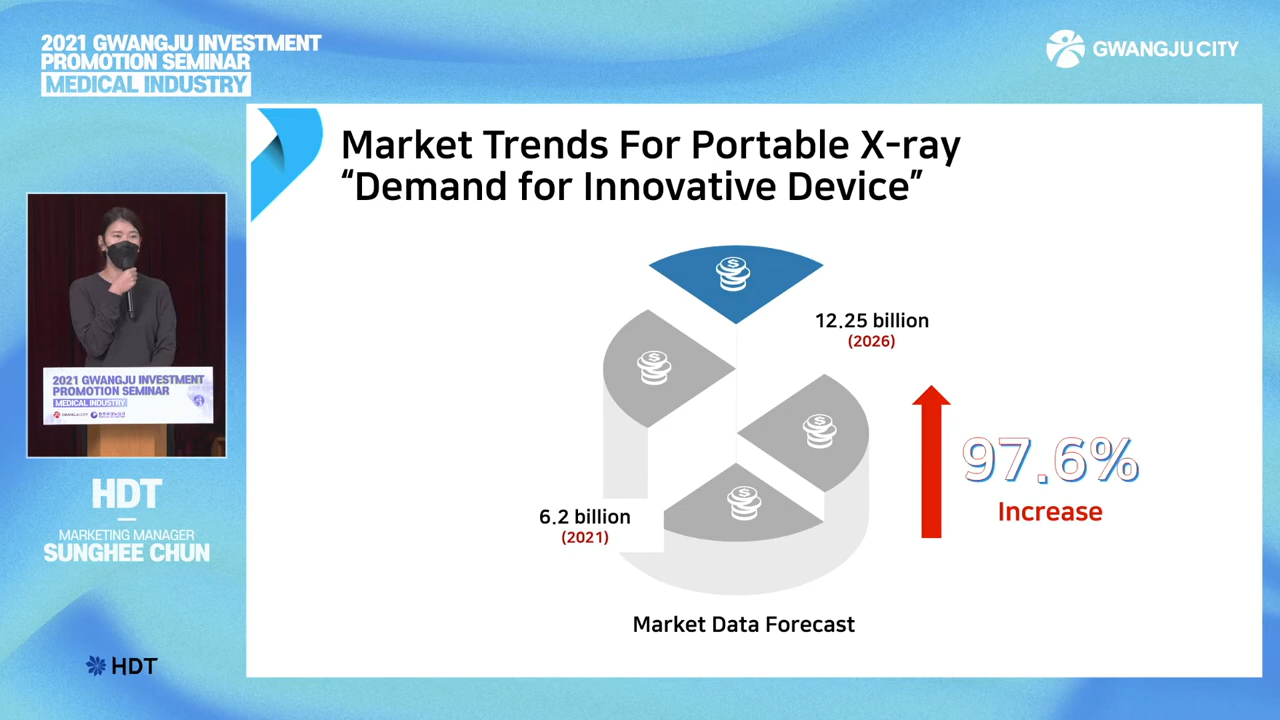 2021 GWANGJU INVESTMENT
PROMOTION SEMINAR
MEDICAL INDUSTRY
GWANGJU CITY
Market Trends For Portable X-ray
“Demand for Innovative Device”
12.25 billion
(2026)
97.6%
Increase
6.2 billion
(2021)
Market Data Forecast
2021 GWANGJU INVESTMENT
PROMOTION SEMINAR
MEDICAL INDUSTRY
GWANGJU CITY
HDT
MARKETING MANAGER
SUNGHEE CHUN
HDT